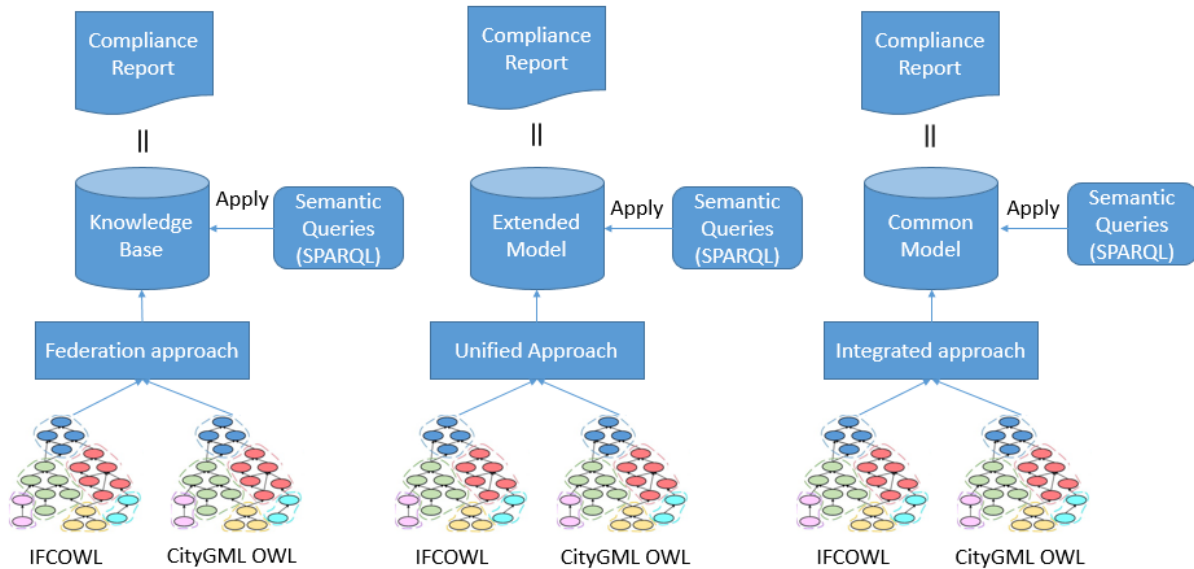 Compliance
Report
Compliance
Report
Compliance
Report
Knowledge
Base
Apply
Semantic
Queries
(SPARQL)
Extended
Model
Apply
Semantic
Queries
(SPARQL)
Common
Model
Apply
Semantic
Queries
(SPARQL)
Federation approach
Unified Approach
Integrated approach
IFCOWL
CityGML OWL
IFCOWL
CityGML OWL
IFCOWL
CityGML OWL